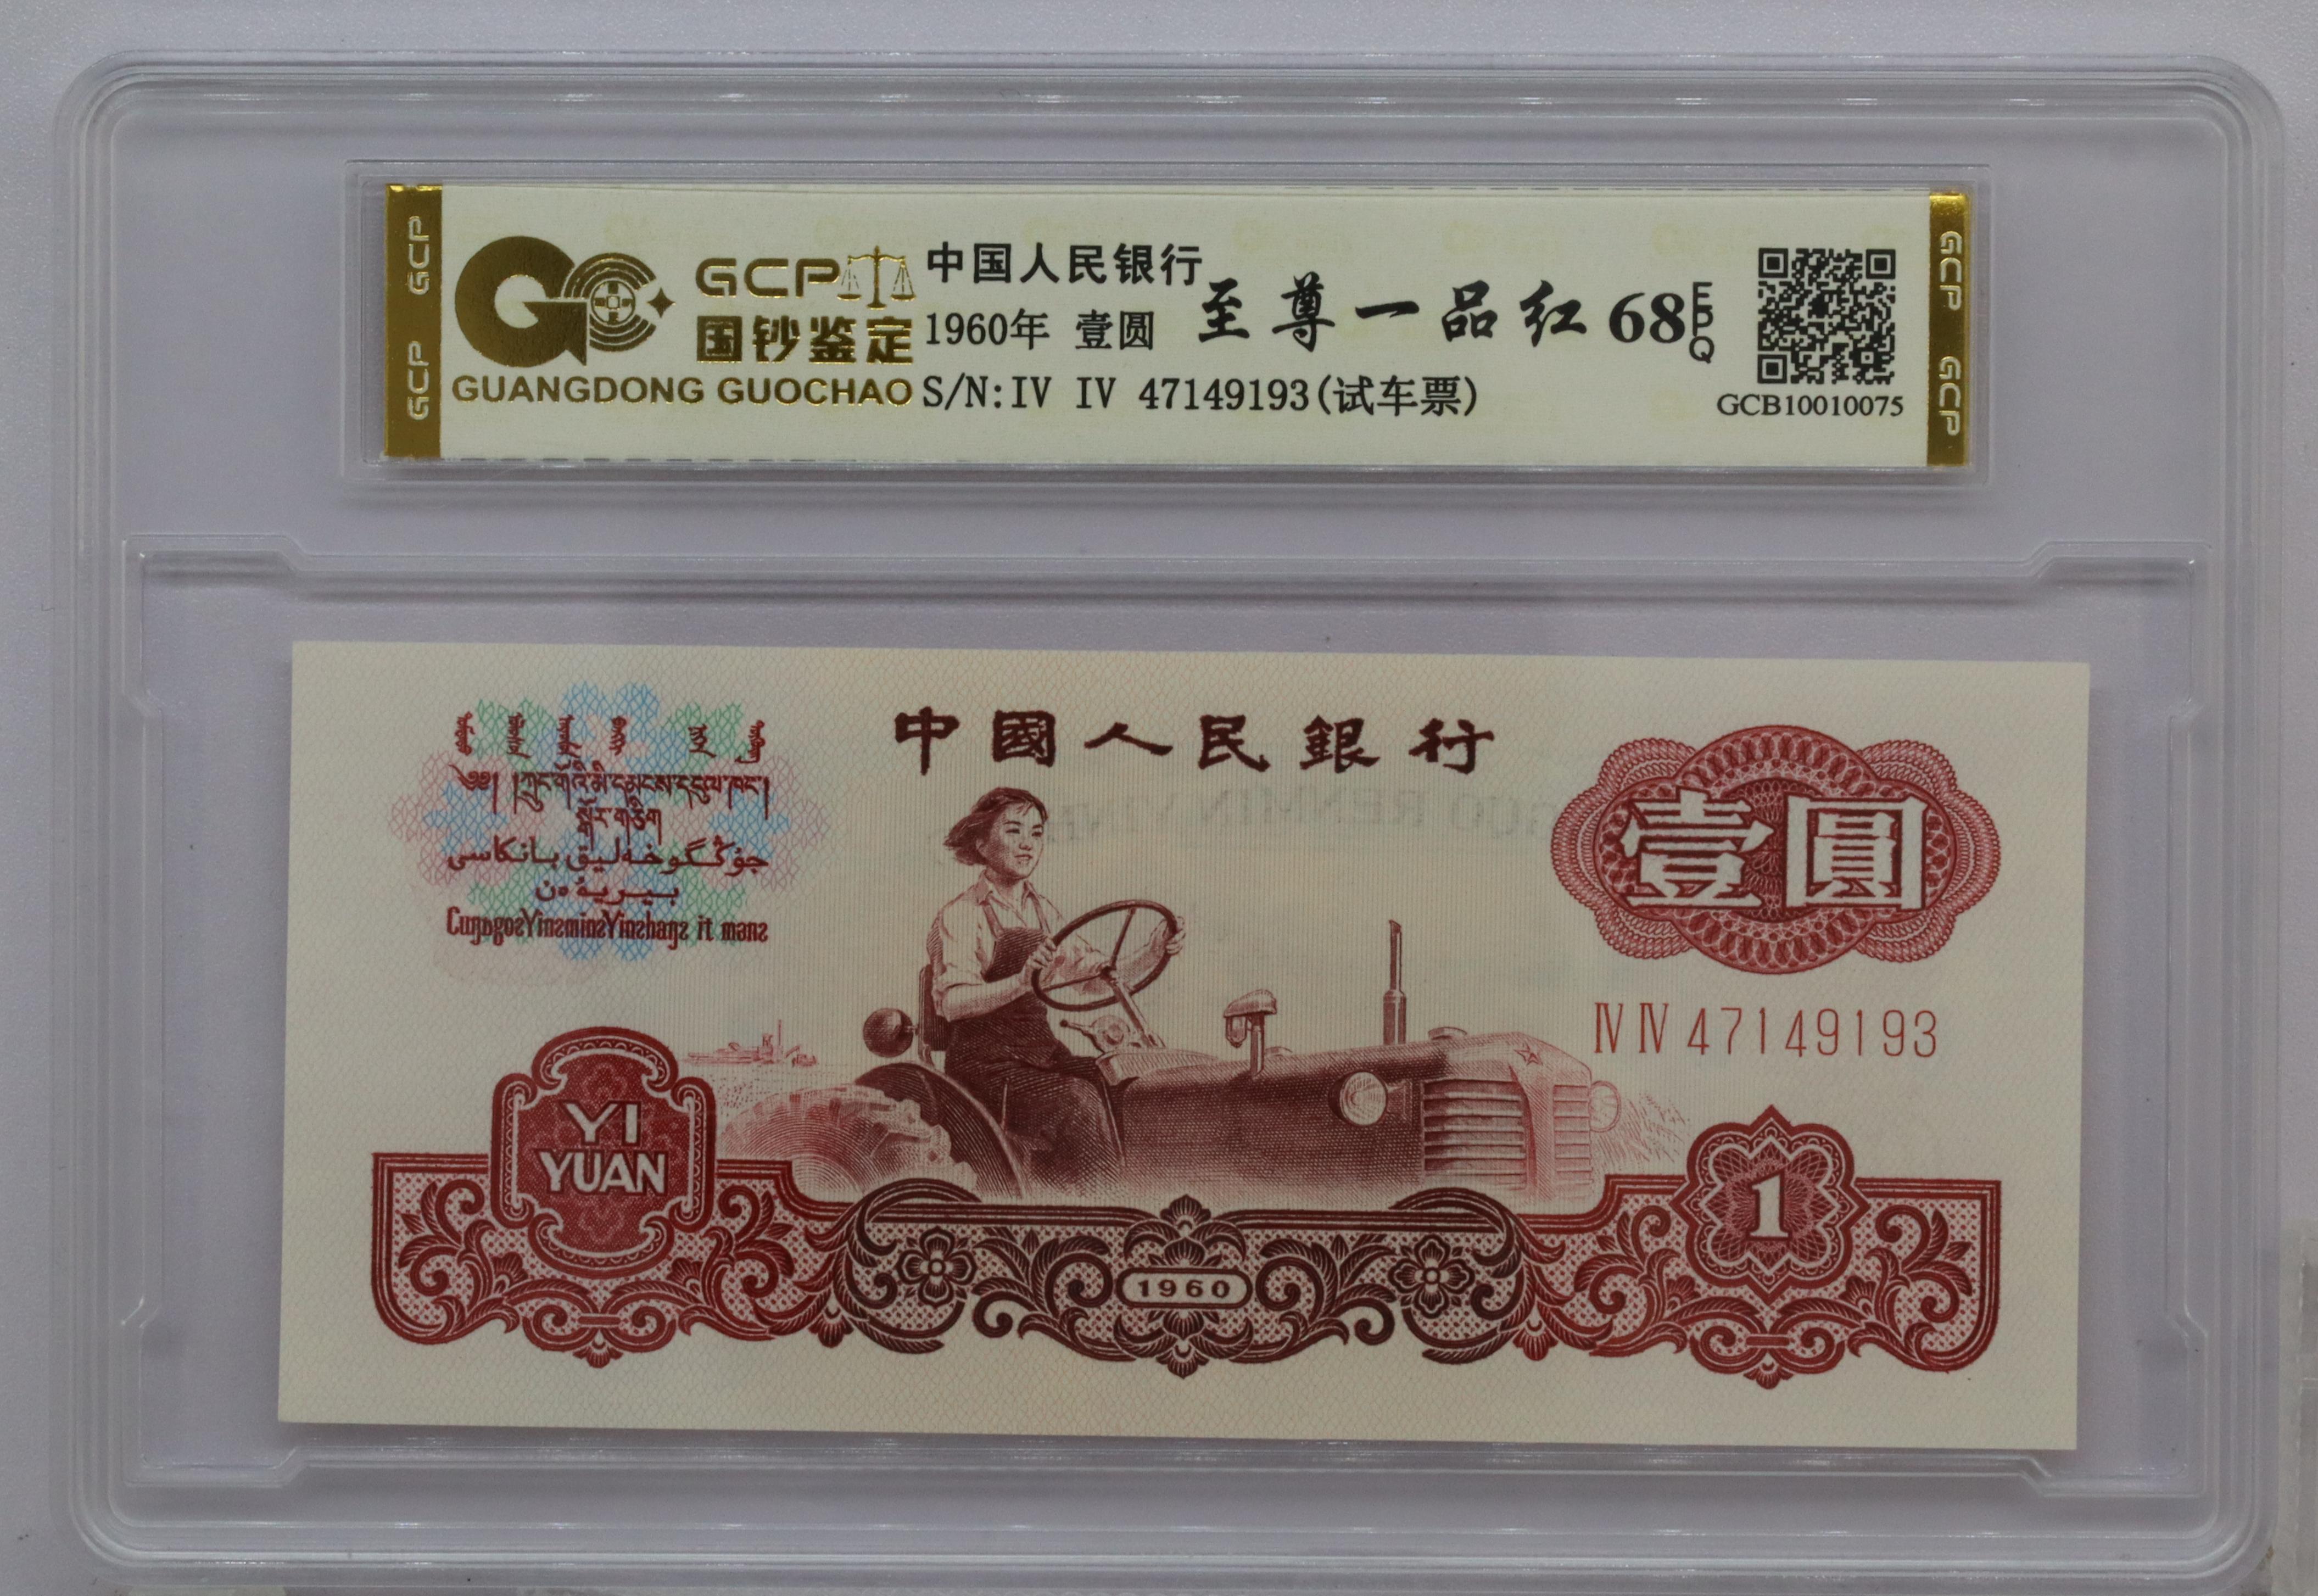 GCP
GCP
GCP
国钞鉴定
GUANGDONG GUOCHAO
中国人民银行
1960年 壹圆
S/N:IV IV 47149193(试车票)
至尊一品红 68 EPQ
GCB10010075
GCP
GCP
中國人民銀行
壹圓
IV IV 47149193
YI
YUAN
1960
1